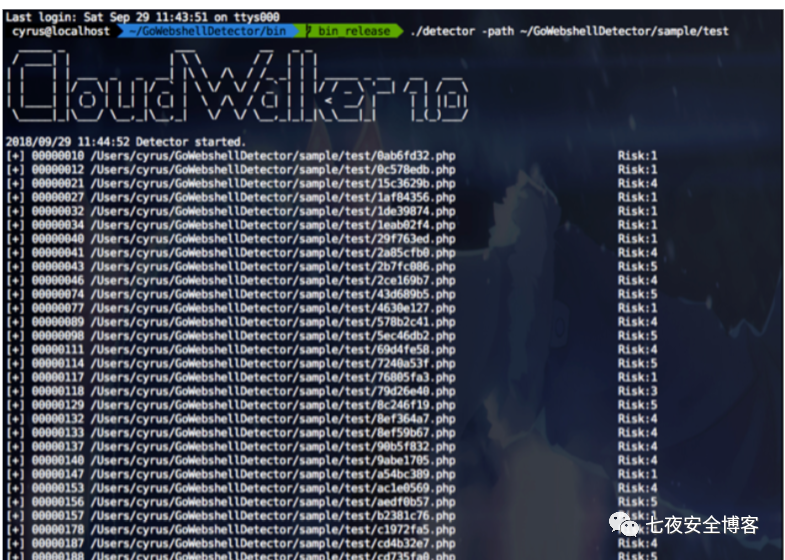 Last login: Sat Sep 29 11:43:51 on ttys000
cyrus@localhost ~/GoWebshellDetector/bin bin_release ./detector -path ~/GoWebshellDetector/sample/test
CloudWalker 1.0
2018/09/29 11:44:52 Detector started.
[+] 00000010 /Users/cyrus/GoWebshellDetector/sample/test/0ab6fd32.php Risk:1
[+] 00000012 /Users/cyrus/GoWebshellDetector/sample/test/0c578edb.php Risk:1
[+] 00000021 /Users/cyrus/GoWebshellDetector/sample/test/15c3629b.php Risk:4
[+] 00000027 /Users/cyrus/GoWebshellDetector/sample/test/1af84356.php Risk:1
[+] 00000032 /Users/cyrus/GoWebshellDetector/sample/test/1de39874.php Risk:1
[+] 00000034 /Users/cyrus/GoWebshellDetector/sample/test/1eab02f4.php Risk:1
[+] 00000040 /Users/cyrus/GoWebshellDetector/sample/test/29f763ed.php Risk:1
[+] 00000041 /Users/cyrus/GoWebshellDetector/sample/test/2a85cfb0.php Risk:4
[+] 00000043 /Users/cyrus/GoWebshellDetector/sample/test/2b7fc086.php Risk:5
[+] 00000046 /Users/cyrus/GoWebshellDetector/sample/test/2ce169b7.php Risk:4
[+] 00000074 /Users/cyrus/GoWebshellDetector/sample/test/43d689b5.php Risk:5
[+] 00000077 /Users/cyrus/GoWebshellDetector/sample/test/4630e127.php Risk:1
[+] 00000089 /Users/cyrus/GoWebshellDetector/sample/test/578b2c41.php Risk:4
[+] 00000098 /Users/cyrus/GoWebshellDetector/sample/test/5ec46db2.php Risk:5
[+] 00000111 /Users/cyrus/GoWebshellDetector/sample/test/69d4fe58.php Risk:4
[+] 00000114 /Users/cyrus/GoWebshellDetector/sample/test/7240a53f.php Risk:5
[+] 00000117 /Users/cyrus/GoWebshellDetector/sample/test/76805fa3.php Risk:1
[+] 00000118 /Users/cyrus/GoWebshellDetector/sample/test/79d26e40.php Risk:3
[+] 00000129 /Users/cyrus/GoWebshellDetector/sample/test/8c246f19.php Risk:5
[+] 00000132 /Users/cyrus/GoWebshellDetector/sample/test/8ef364a7.php Risk:4
[+] 00000133 /Users/cyrus/GoWebshellDetector/sample/test/8ef59b67.php Risk:4
[+] 00000137 /Users/cyrus/GoWebshellDetector/sample/test/90b5f832.php Risk:4
[+] 00000140 /Users/cyrus/GoWebshellDetector/sample/test/9abe1705.php Risk:4
[+] 00000147 /Users/cyrus/GoWebshellDetector/sample/test/a54bc389.php Risk:1
[+] 00000153 /Users/cyrus/GoWebshellDetector/sample/test/ac1e0569.php Risk:4
[+] 00000156 /Users/cyrus/GoWebshellDetector/sample/test/aedf0b57.php Risk:5
[+] 00000157 /Users/cyrus/GoWebshellDetector/sample/test/b2381c76.php
[+] 00000178 /Users/cyrus/GoWebshellDetector/sample/test/c1972fa5.php
[+] 00000187 /Users/cyrus/GoWebshellDetector/sample/test/cd4b32e7.php Risk:4
[+] 00000188 /Users/cyrus/GoWebshellDetector/sample/test/cd735fa0.php
七夜安全博客